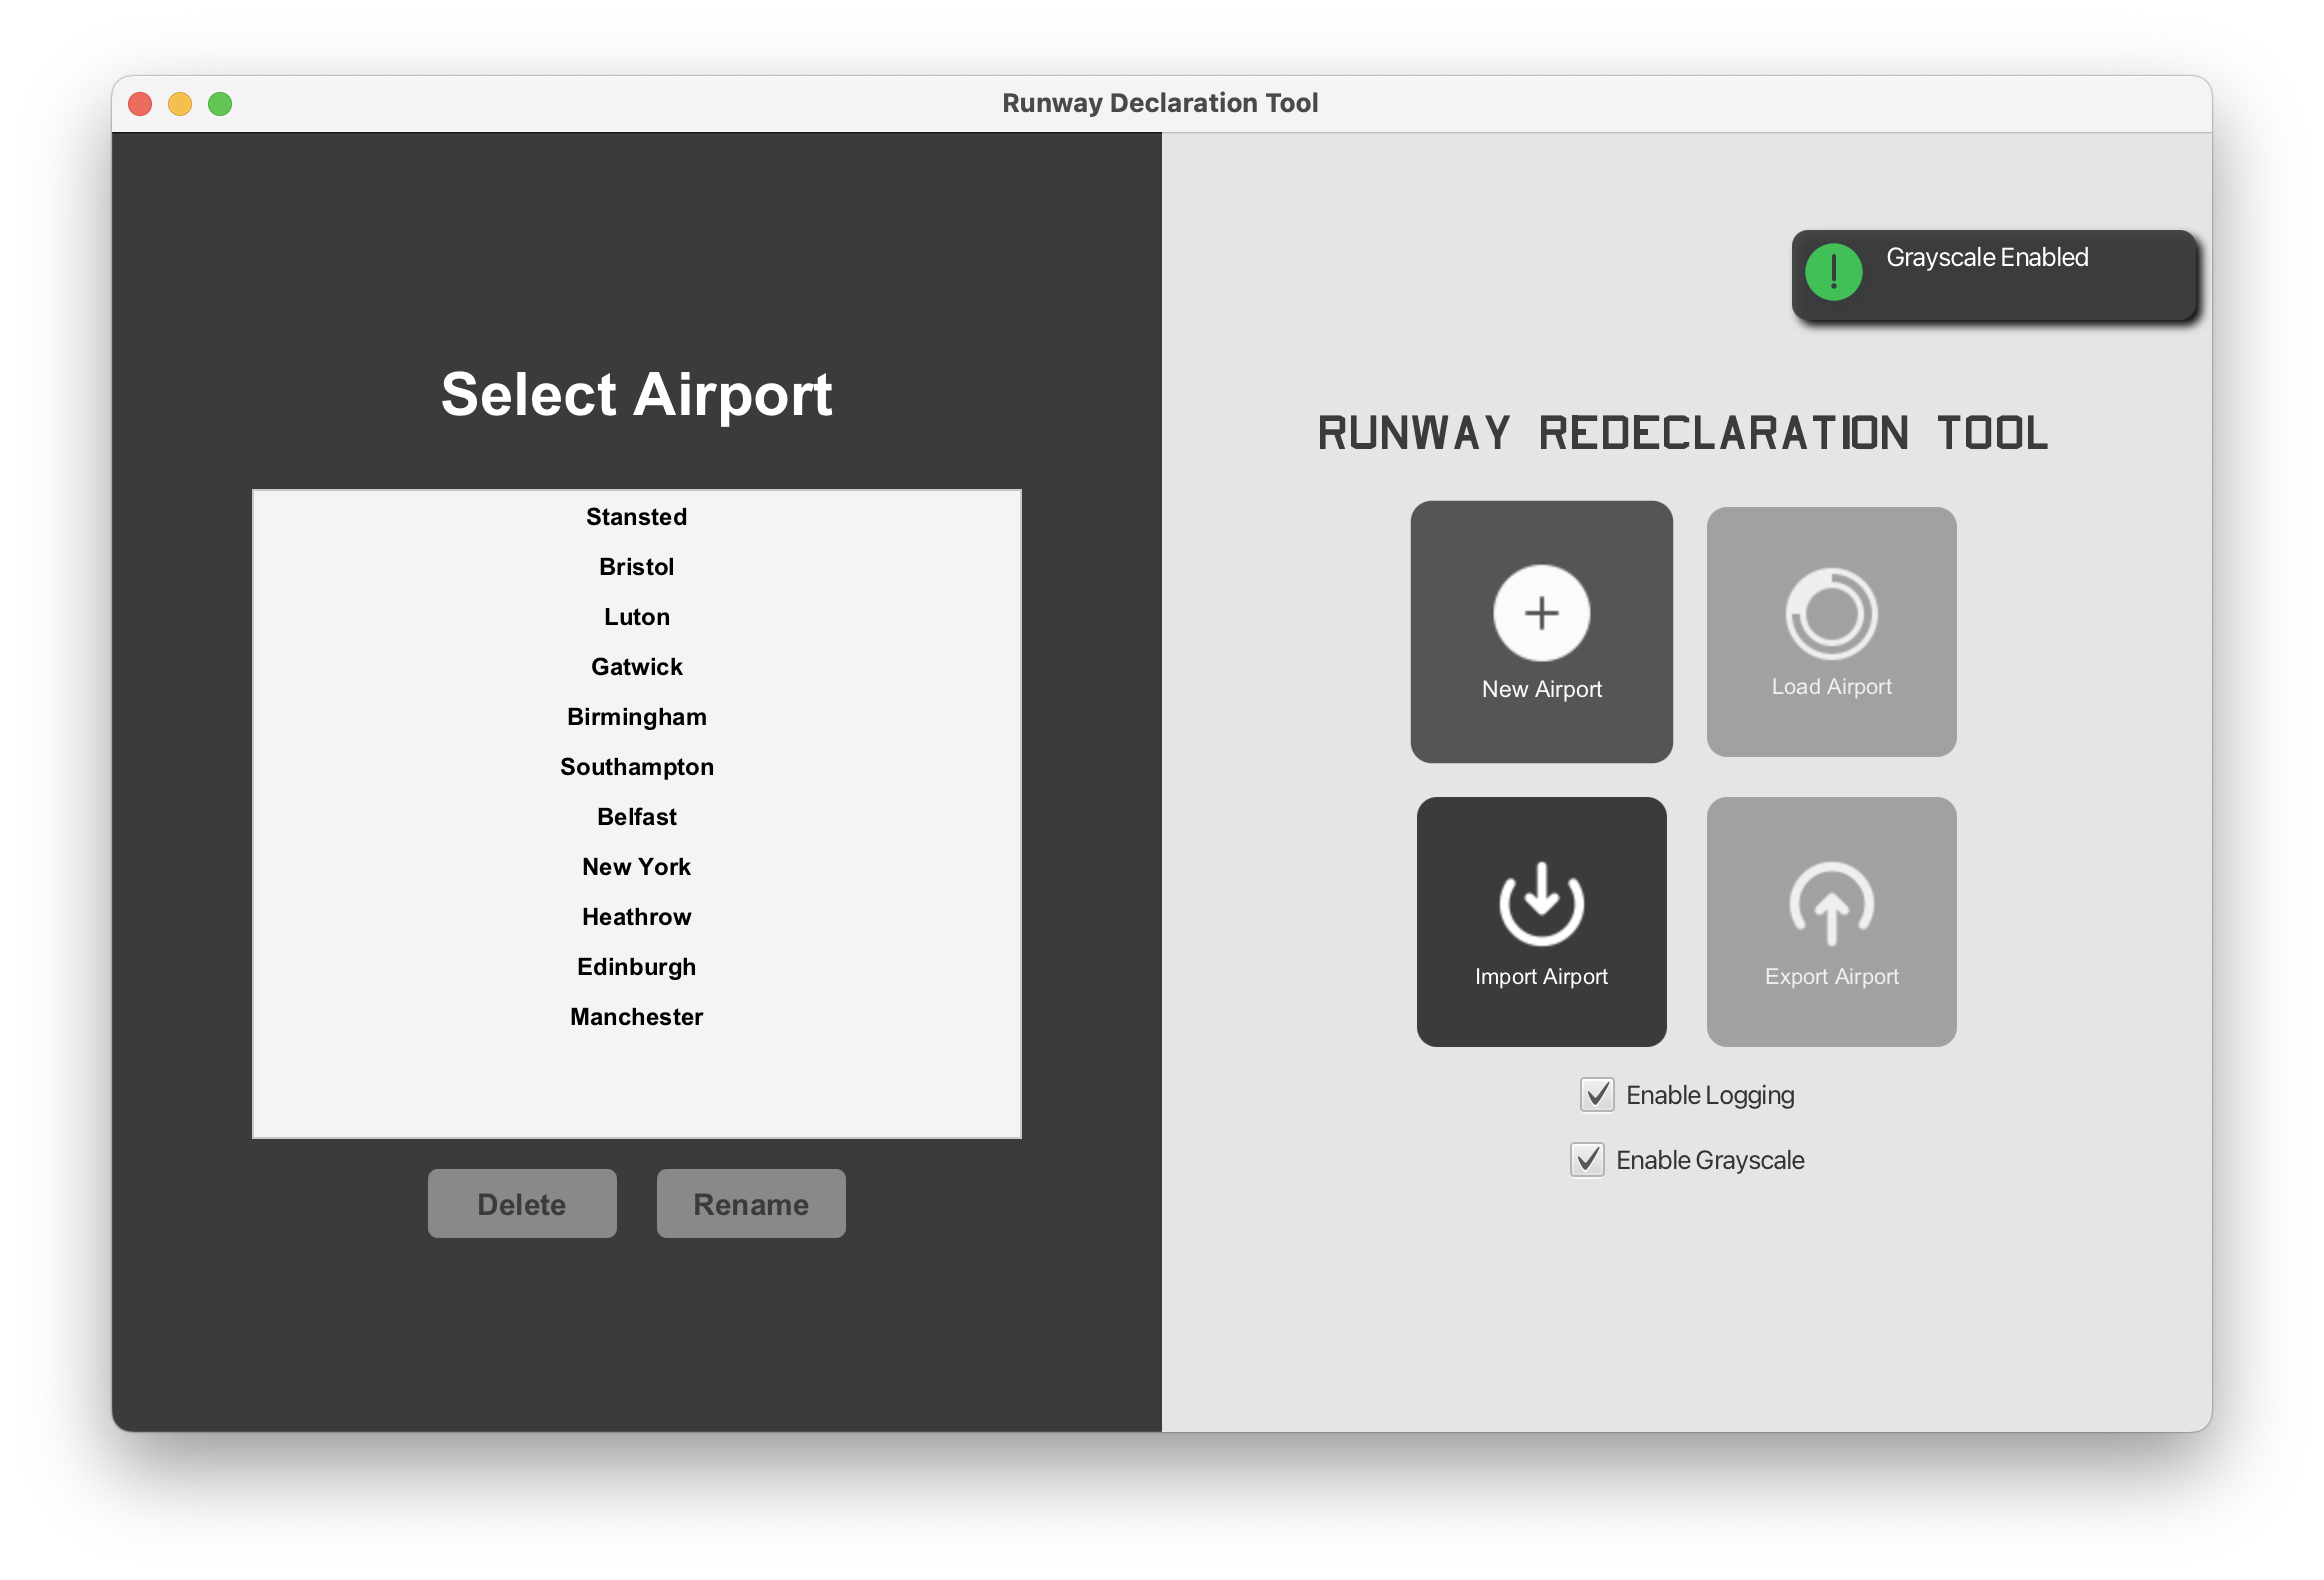 Runway Declaration Tool
Select Airport
Stansted
Bristol
Luton
Gatwick
Birmingham
Southampton
Belfast
New York
Heathrow
Edinburgh
Manchester
Delete
Rename
Grayscale Enabled
RUNWAY REDECLARATION TOOL
New Airport
Load Airport
Import Airport
Export Airport
Enable Logging
Enable Grayscale